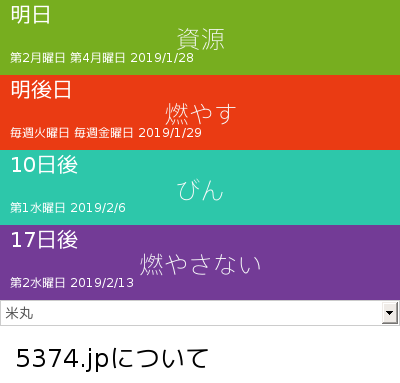 明日
資源
第2月曜日 第4月曜日 2019/1/28
明後日
燃やす
毎週火曜日 毎週金曜日 2019/1/29
10日後
びん
第1水曜日 2019/2/6
17日後
燃やさない
第2水曜日 2019/2/13
米丸
5374.jpについて